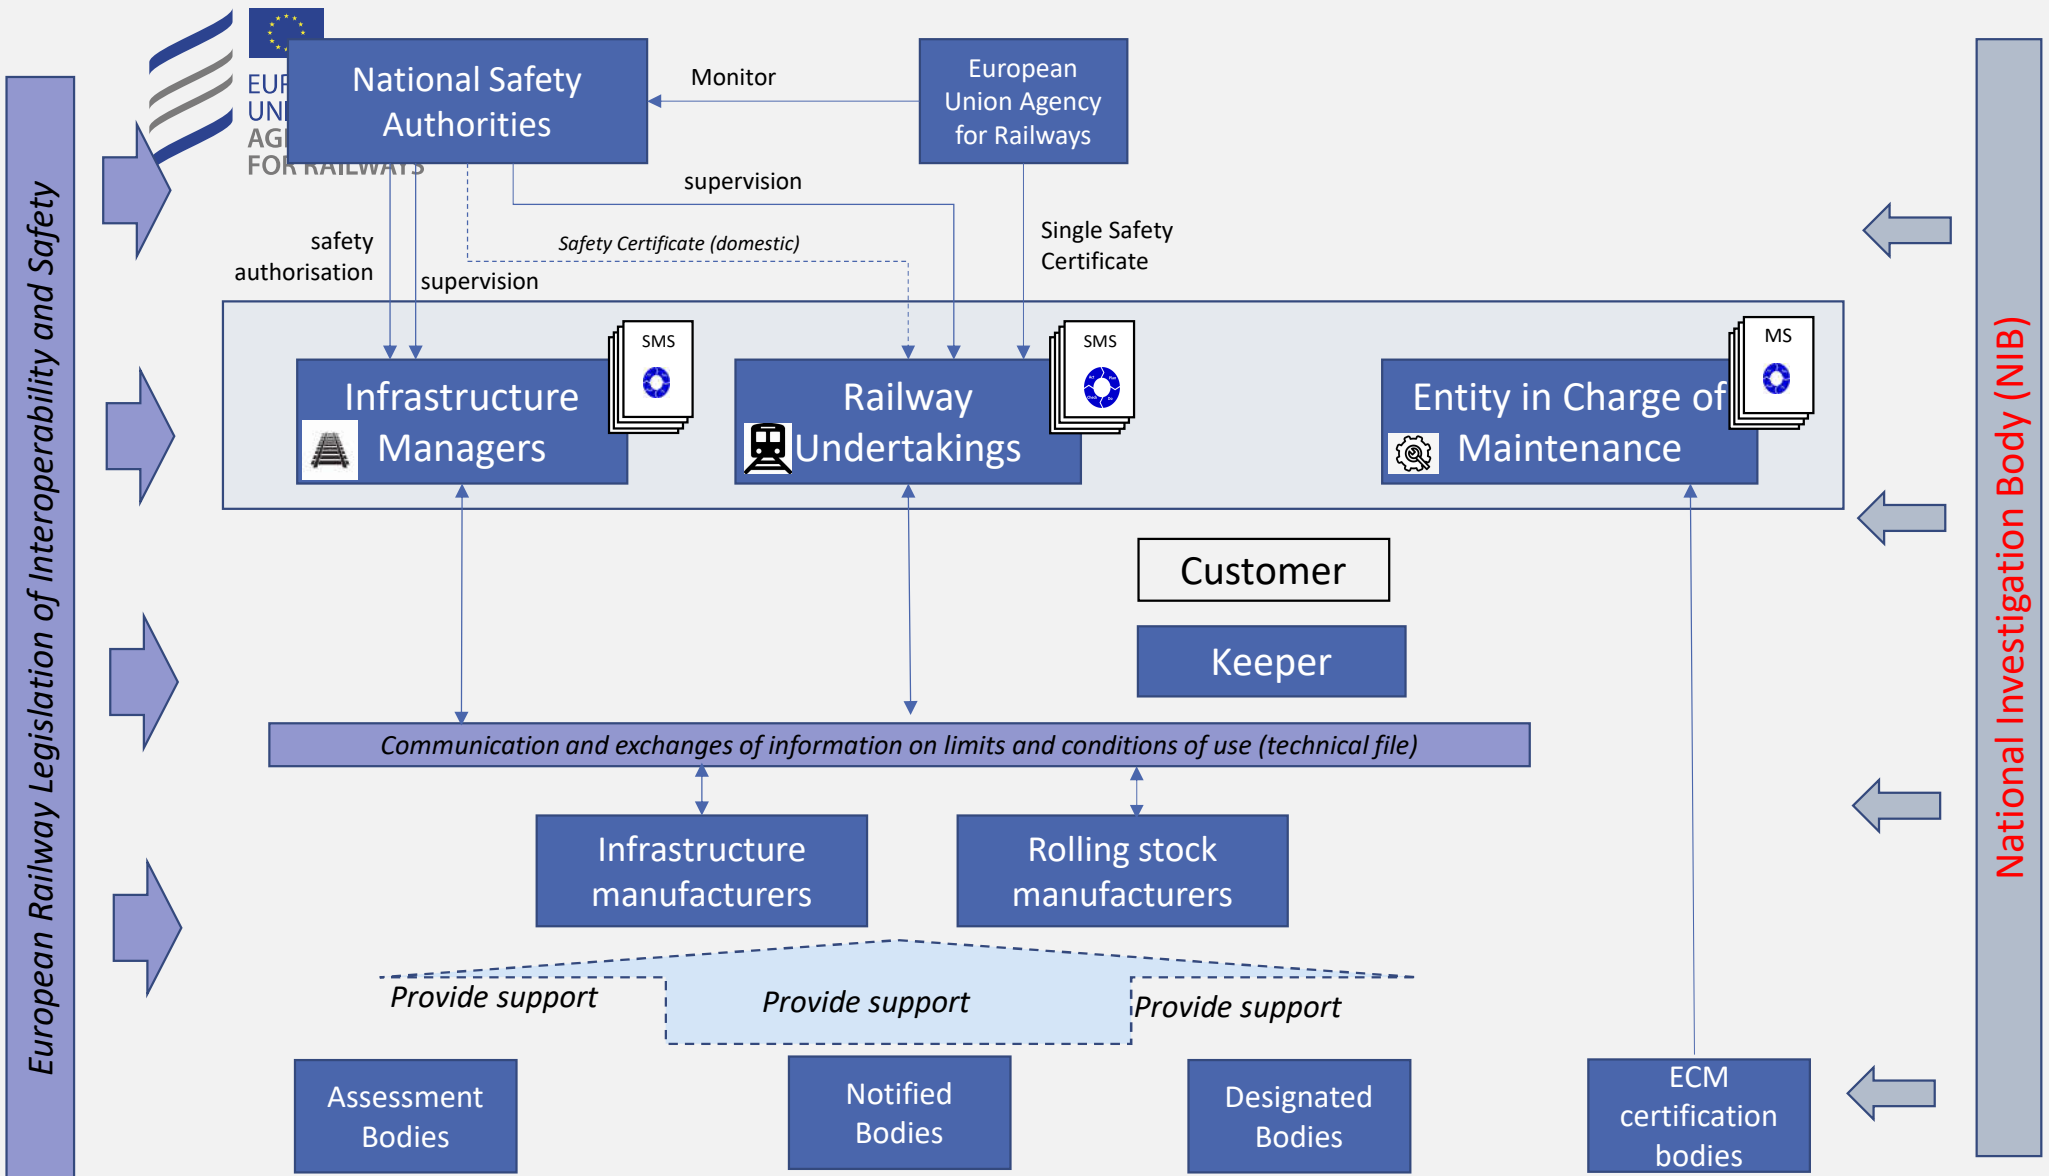 European Railway Legislation of Interoperability and Safety
FOR RAILWAYS
National Safety
Authorities
Monitor
European
Union Agency
for Railways
supervision
safety
authorisation
Safety Certificate (domestic)
supervision
Single Safety
Certificate
SMS
Infrastructure
Managers
SMS
Railway
Undertakings
MS
Entity in Charge of
Maintenance
Customer
Keeper
Communication and exchanges of information on limits and conditions of use (technical file)
Infrastructure
manufacturers
Rolling stock
manufacturers
Provide support
Provide support
Provide support
Assessment
Bodies
Notified
Bodies
Designated
Bodies
ECM
certification
bodies
National Investigation Body (NIB)